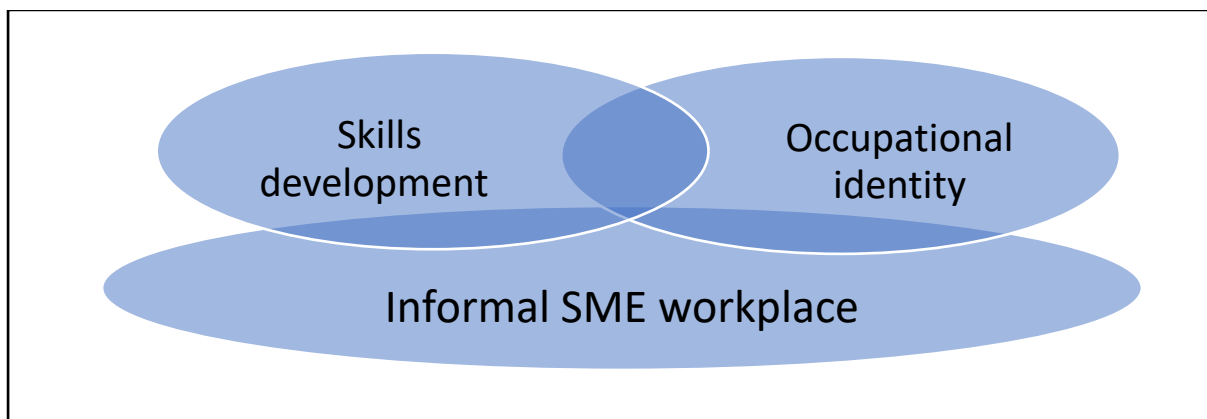 Skills
development
Occupational
identity
Informal SME workplace